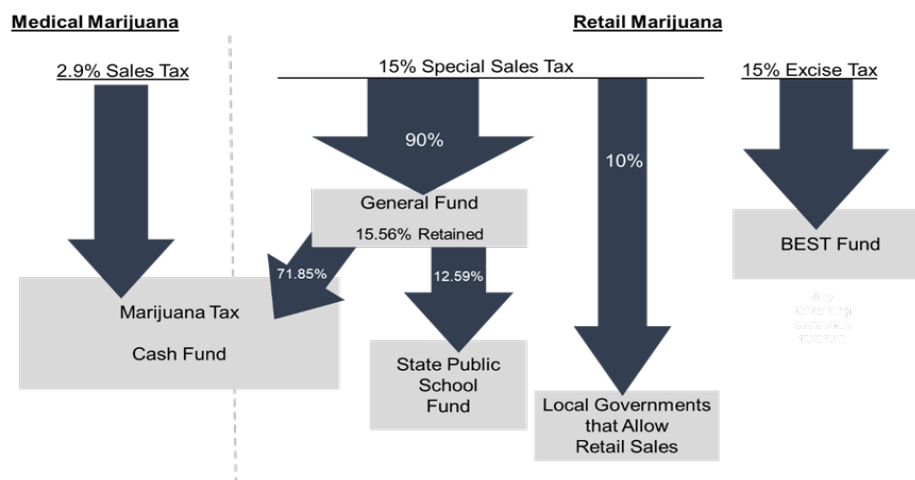 Medical Marijuana
Retail Marijuana
2.9% Sales Tax
15% Special Sales Tax
15% Excise Tax
90%
10%
General Fund
15.56% Retained
BEST Fund
71.85%
12.59%
Marijuana Tax
Cash Fund
State Public
School
Fund
Local Governments
that Allow
Retail Sales
Any